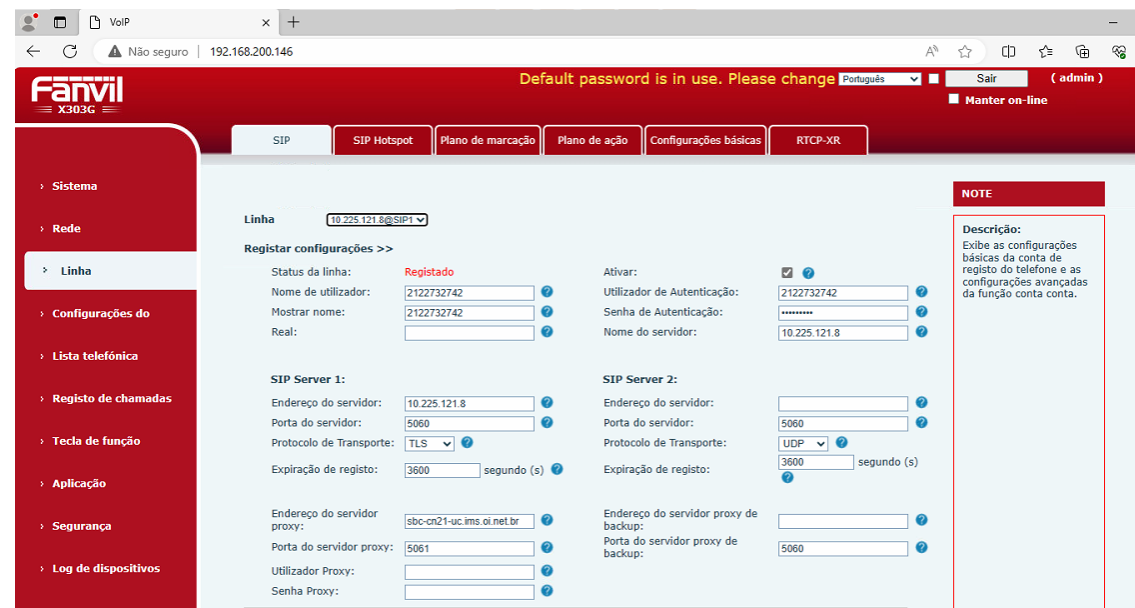 VoIP
Não seguro
192.168.200.146
Fanvil
X303G
Default password is in use. Please change
Português
Sair
( admin )
Manter on-line
SIP
SIP Hotspot
Plano de marcação
Plano de ação
Configurações básicas
RTCP-XR
› Sistema
› Rede
› Linha
› Configurações do
› Lista telefónica
› Registo de chamadas
› Tecla de função
› Aplicação
› Segurança
› Log de dispositivos
Linha 10.225.121.8@SIP1
Registar configurações >>
Status da linha: Registado Ativar:
Nome de utilizador: 2122732742 Utilizador de Autenticação: 2122732742
Mostrar nome: 2122732742 Senha de Autenticação: •••••••••
Real: Nome do servidor: 10.225.121.8
SIP Server 1: SIP Server 2:
Endereço do servidor: 10.225.121.8 Endereço do servidor:
Porta do servidor: 5060 Porta do servidor: 5060
Protocolo de Transporte: TLS Protocolo de Transporte: UDP
Expiração de registo: 3600 segundo (s) Expiração de registo: 3600 segundo (s)
Endereço do servidor proxy: sbc-cn21-uc.ims.oi.net.br Endereço do servidor proxy de backup:
Porta do servidor proxy: 5061 Porta do servidor proxy de backup: 5060
Utilizador Proxy:
Senha Proxy:
NOTE
Descrição:
Exibe as configurações
básicas da conta de
registo do telefone e as
configurações avançadas
da função conta conta.